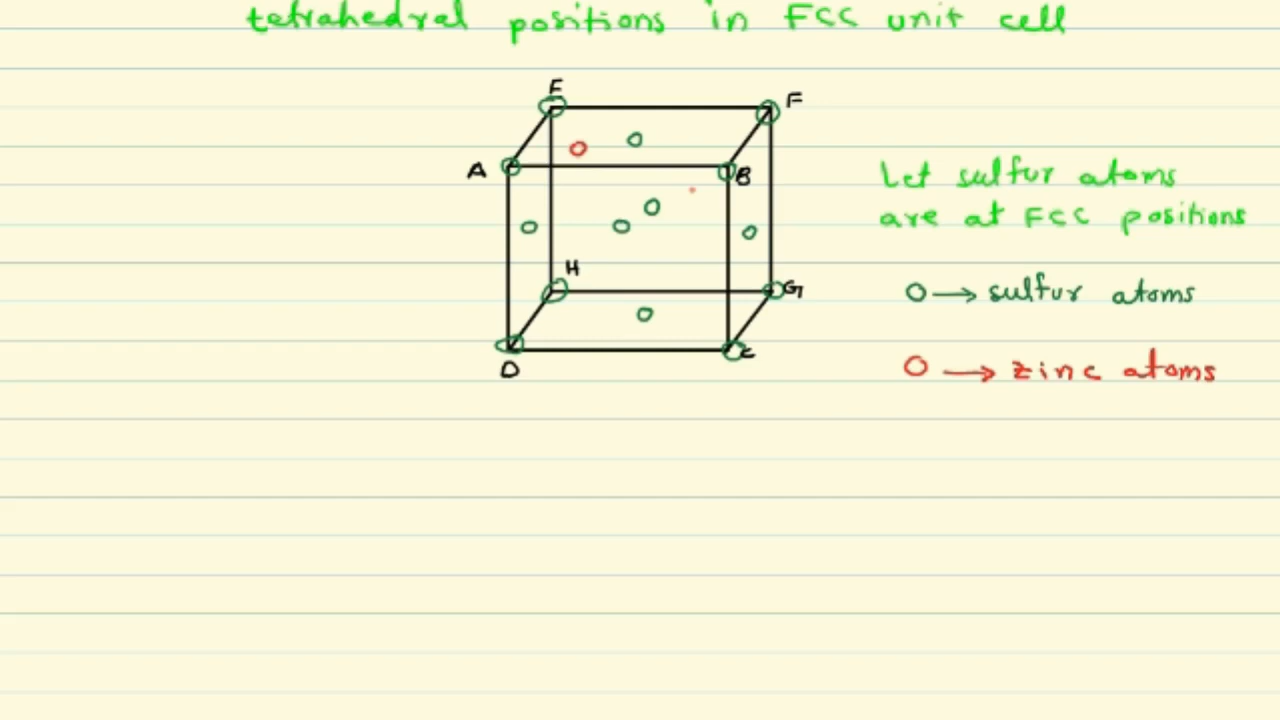 tetrahedral positions in FCC unit cell
E
F
A
B
H
G
D
C
Let sulfur atoms
are at FCC positions
O → sulfur atoms
O → zinc atoms